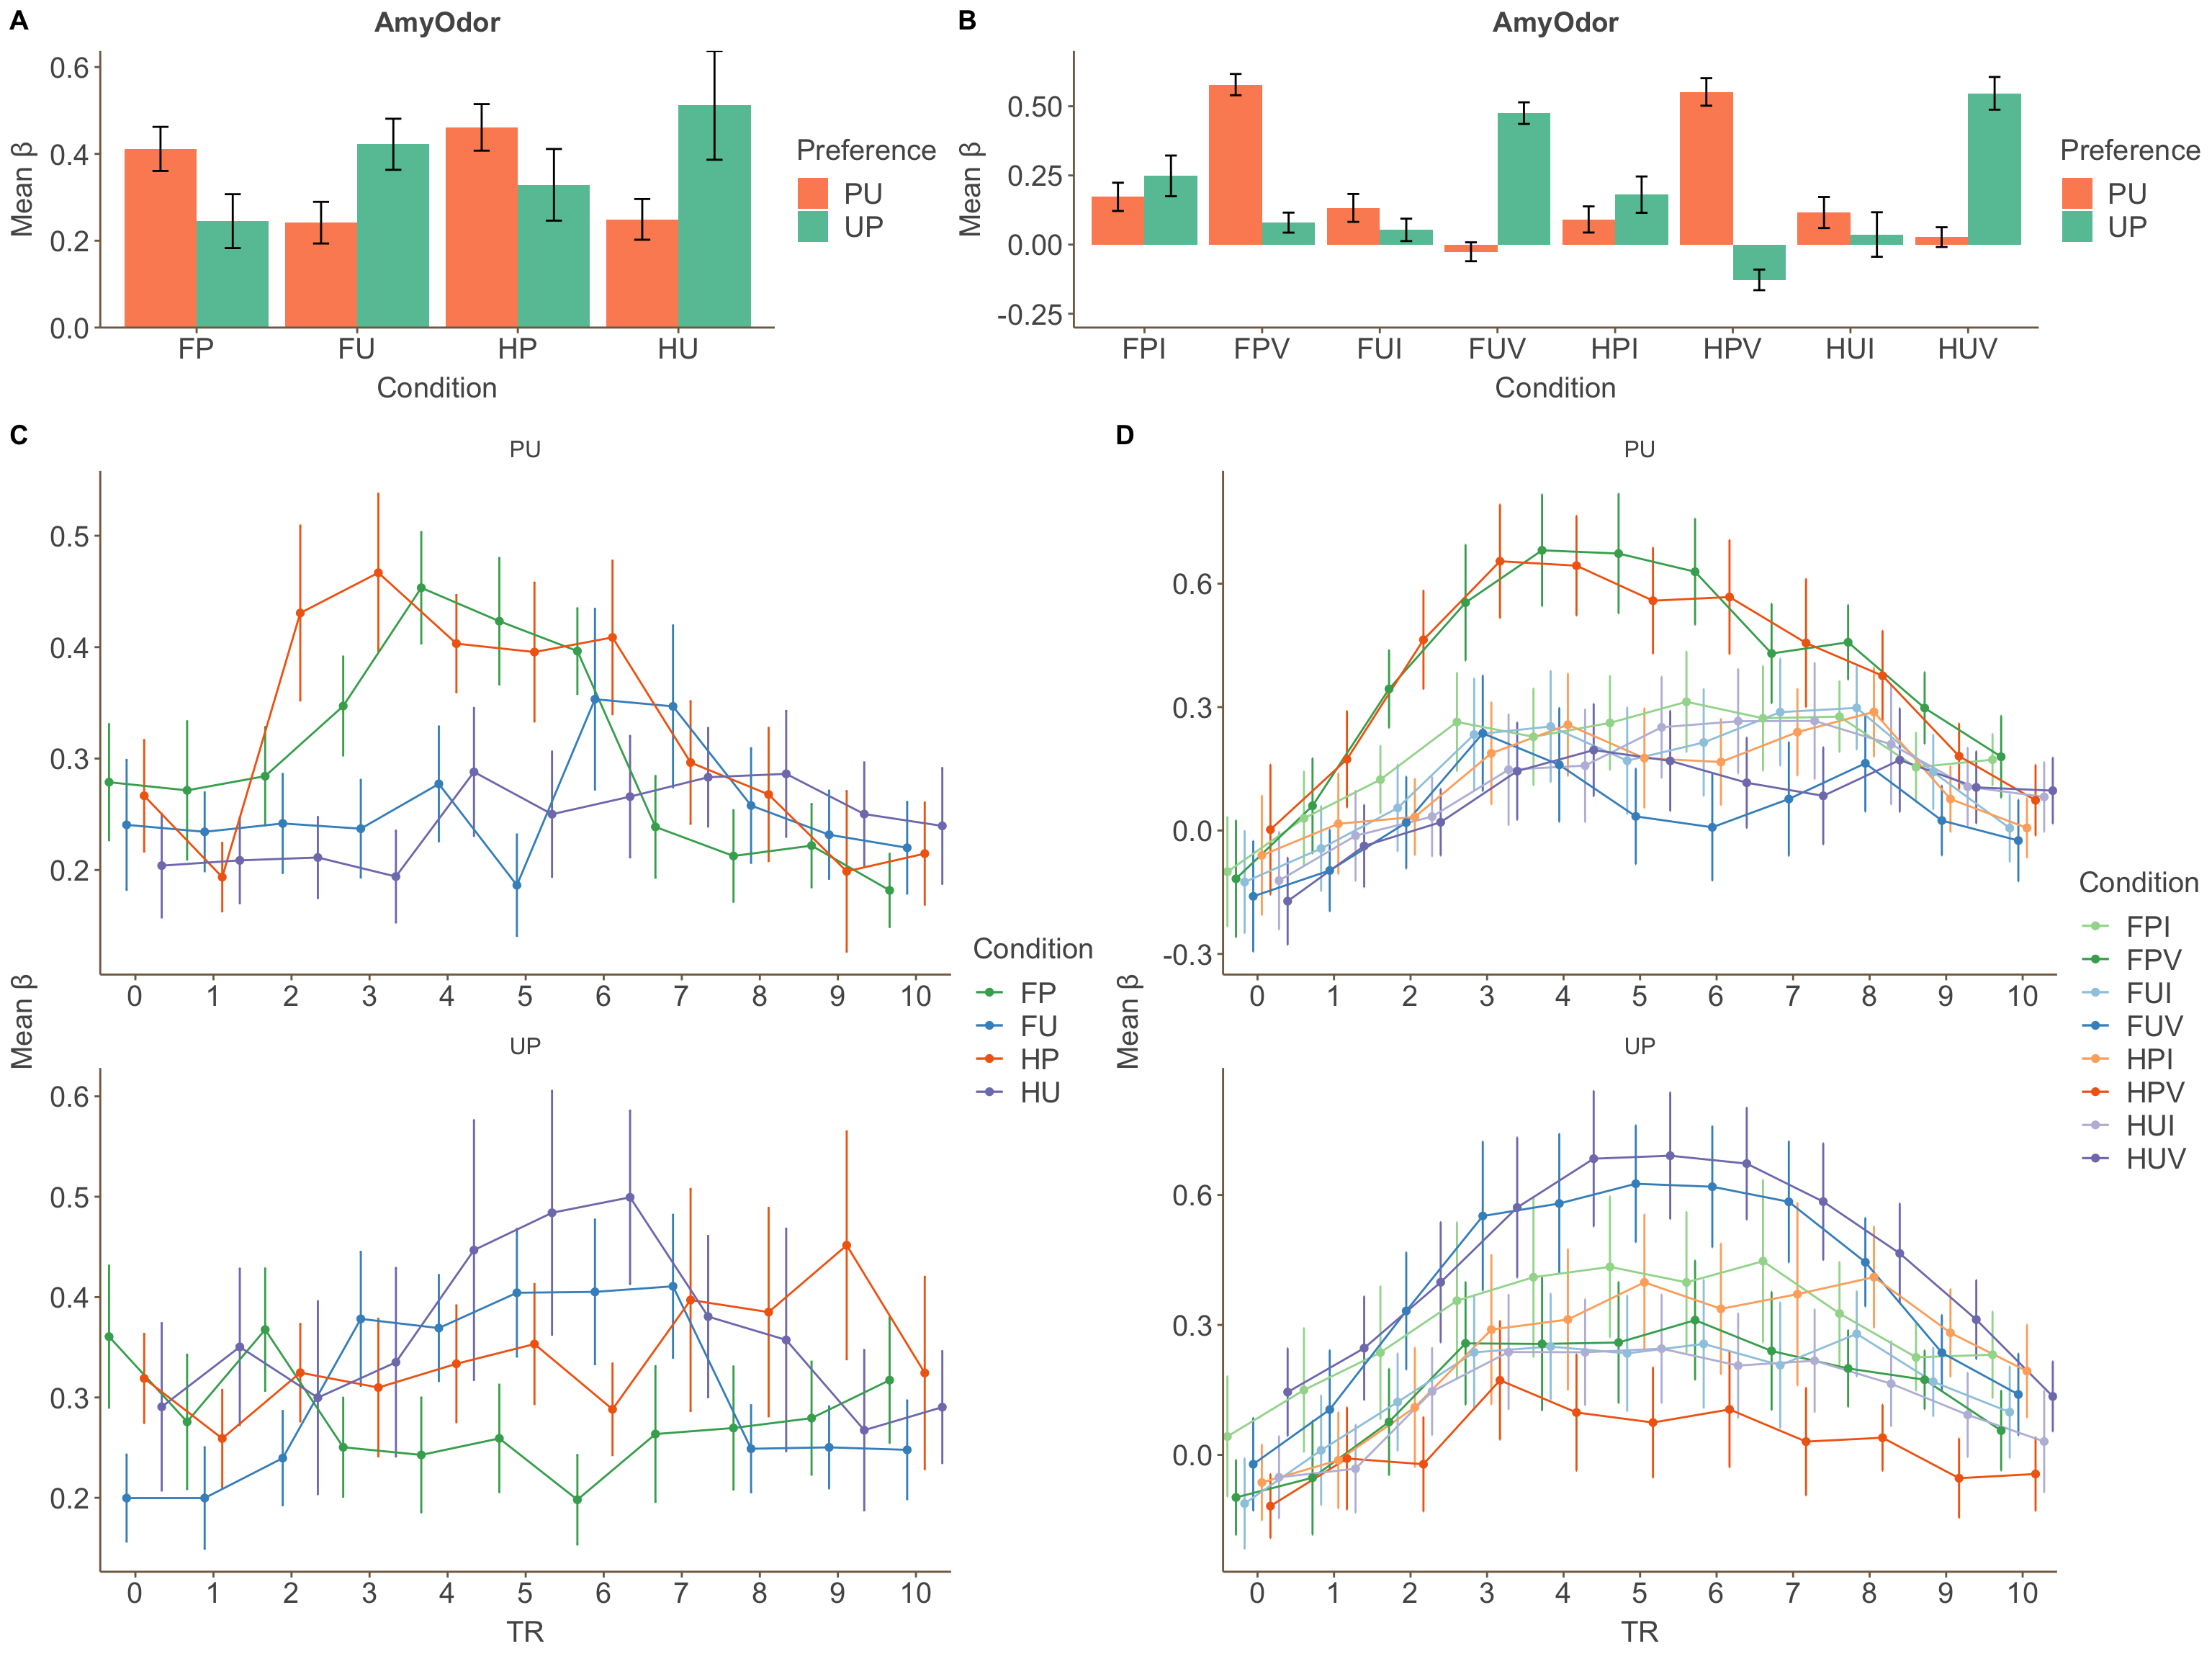 A
AmyOdor
Mean β
0.6
0.4
0.2
0.0
FP FU HP HU
Condition
Preference
PU
UP
B
AmyOdor
Mean β
0.50
0.25
0.00
-0.25
FPI FPV FUI FUV HPI HPV HUI HUV
Condition
Preference
PU
UP
C
PU
0.5
0.4
0.3
0.2
0 1 2 3 4 5 6 7 8 9 10
Mean β
UP
0.6
0.5
0.4
0.3
0.2
0 1 2 3 4 5 6 7 8 9 10
TR
Condition
FP
FU
HP
HU
D
PU
0.6
0.3
0.0
-0.3
0 1 2 3 4 5 6 7 8 9 10
Mean β
UP
0.6
0.3
0.0
0 1 2 3 4 5 6 7 8 9 10
TR
Condition
FPI
FPV
FUI
FUV
HPI
HPV
HUI
HUV